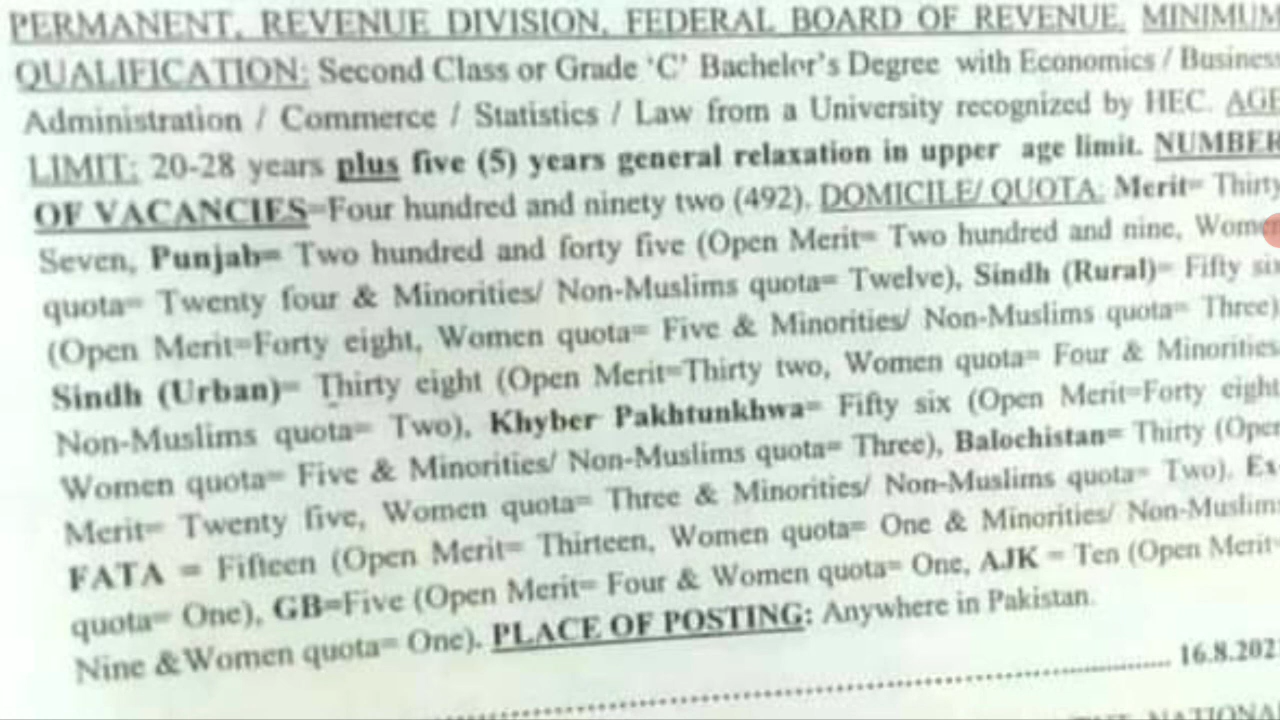 PERMANENT, REVENUE DIVISION, FEDERAL BOARD OF REVENUE. MINIMUM
QUALIFICATION: Second Class or Grade 'C' Bachelor's Degree with Economics / Business
Administration / Commerce / Statistics / Law from a University recognized by HEC. AGE
LIMIT: 20-28 years plus five (5) years general relaxation in upper age limit. NUMBER
OF VACANCIES=Four hundred and ninety two (492). DOMICILE/ QUOTA: Merit= Thirty
Seven, Punjab= Two hundred and forty five (Open Merit= Two hundred and nine, Women
quota= Twenty four & Minorities/ Non-Muslims quota= Twelve), Sindh (Rural)= Fifty six
(Open Merit=Forty eight, Women quota= Five & Minorities/ Non-Muslims quota= Three)
Sindh (Urban)= Thirty eight (Open Merit=Thirty two, Women quota= Four & Minorities
Non-Muslims quota= Two), Khyber Pakhtunkhwa= Fifty six (Open Merit=Forty eight
Women quota= Five & Minorities/ Non-Muslims quota= Three), Balochistan= Thirty (Open
Merit= Twenty five, Women quota= Three & Minorities/ Non-Muslims quota= Two). Ex
FATA = Fifteen (Open Merit= Thirteen, Women quota= One & Minorities/ Non-Muslim
quota= One), GB=Five (Open Merit= Four & Women quota= One, AJK = Ten (Open Merit=
Nine &Women quota= One). PLACE OF POSTING: Anywhere in Pakistan.
16.8.202